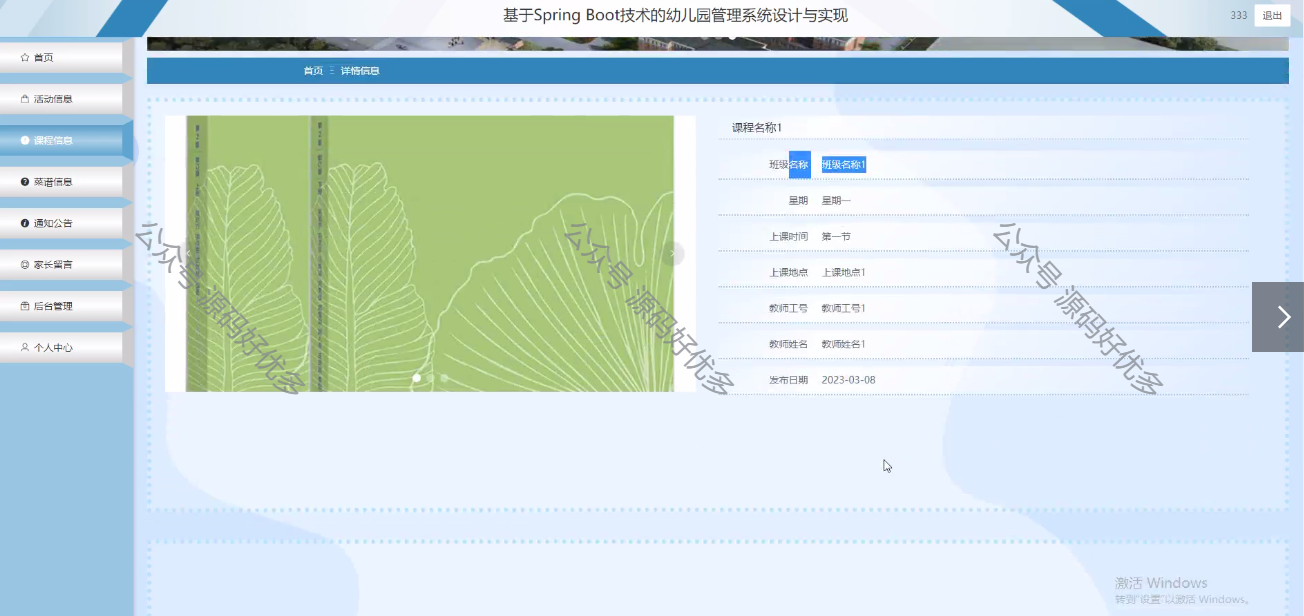 基于Spring Boot技术的幼儿园管理系统设计与实现
333 退出
首页
活动信息
课程信息
菜谱信息
通知公告
家长留言
后台管理
个人中心
首页 详情信息
课程名称1
班级名称 班级名称1
星期 星期一
上课时间 第一节
上课地点 上课地点1
教师工号 教师工号1
教师姓名 教师姓名1
发布日期 2023-03-08
公众号 源码好优多
公众号 源码好优多
公众号 源码好优多
激活 Windows
转到"设置"以激活 Windows。